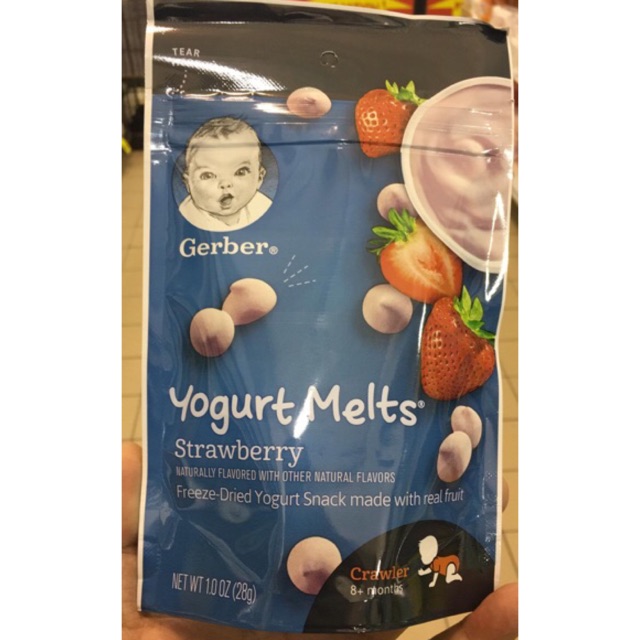 TEAR
Gerber®
Yogurt Melts®
Strawberry
NATURALLY FLAVORED WITH OTHER NATURAL FLAVORS
Freeze-Dried Yogurt Snack made with real fruit
Crawler
8+ months
NET WT 1.0 OZ (28g)